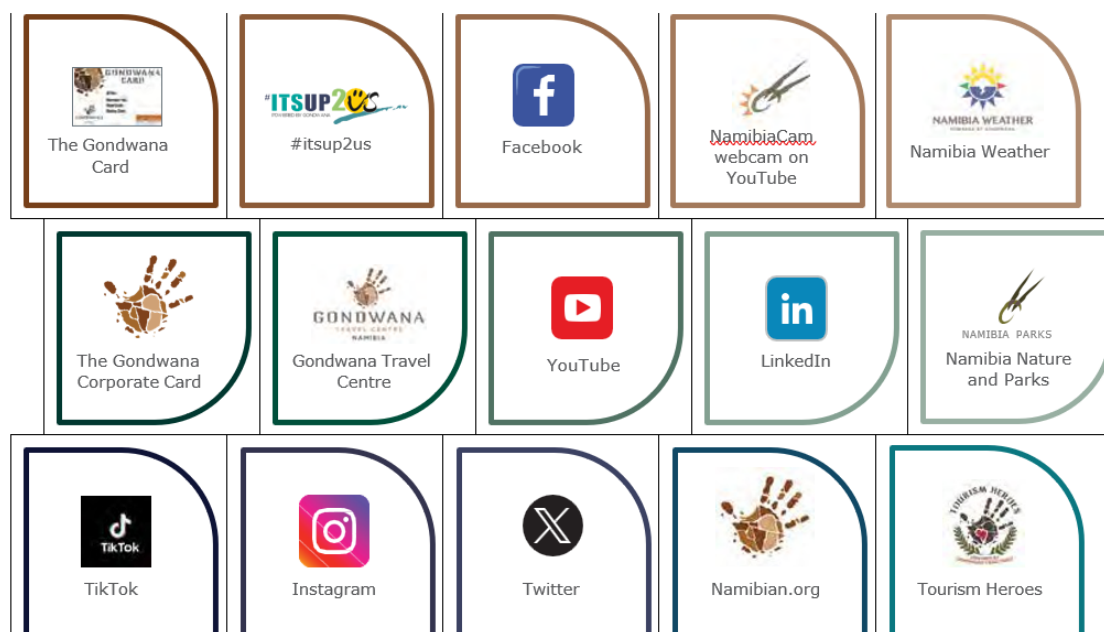 GONDWANA
CARD
The Gondwana
Card
#ITSUP2US
#itsup2us
Facebook
NamibiaCam
webcam on
YouTube
NAMIBIA WEATHER
Namibia Weather
The Gondwana
Corporate Card
GONDWANA
TRAVEL CENTRE
NAMIBIA
Gondwana Travel
Centre
YouTube
in
LinkedIn
NAMIBIA PARKS
Namibia Nature
and Parks
TikTok
TikTok
Instagram
Twitter
Namibian.org
TOURISM HEROES
Tourism Heroes